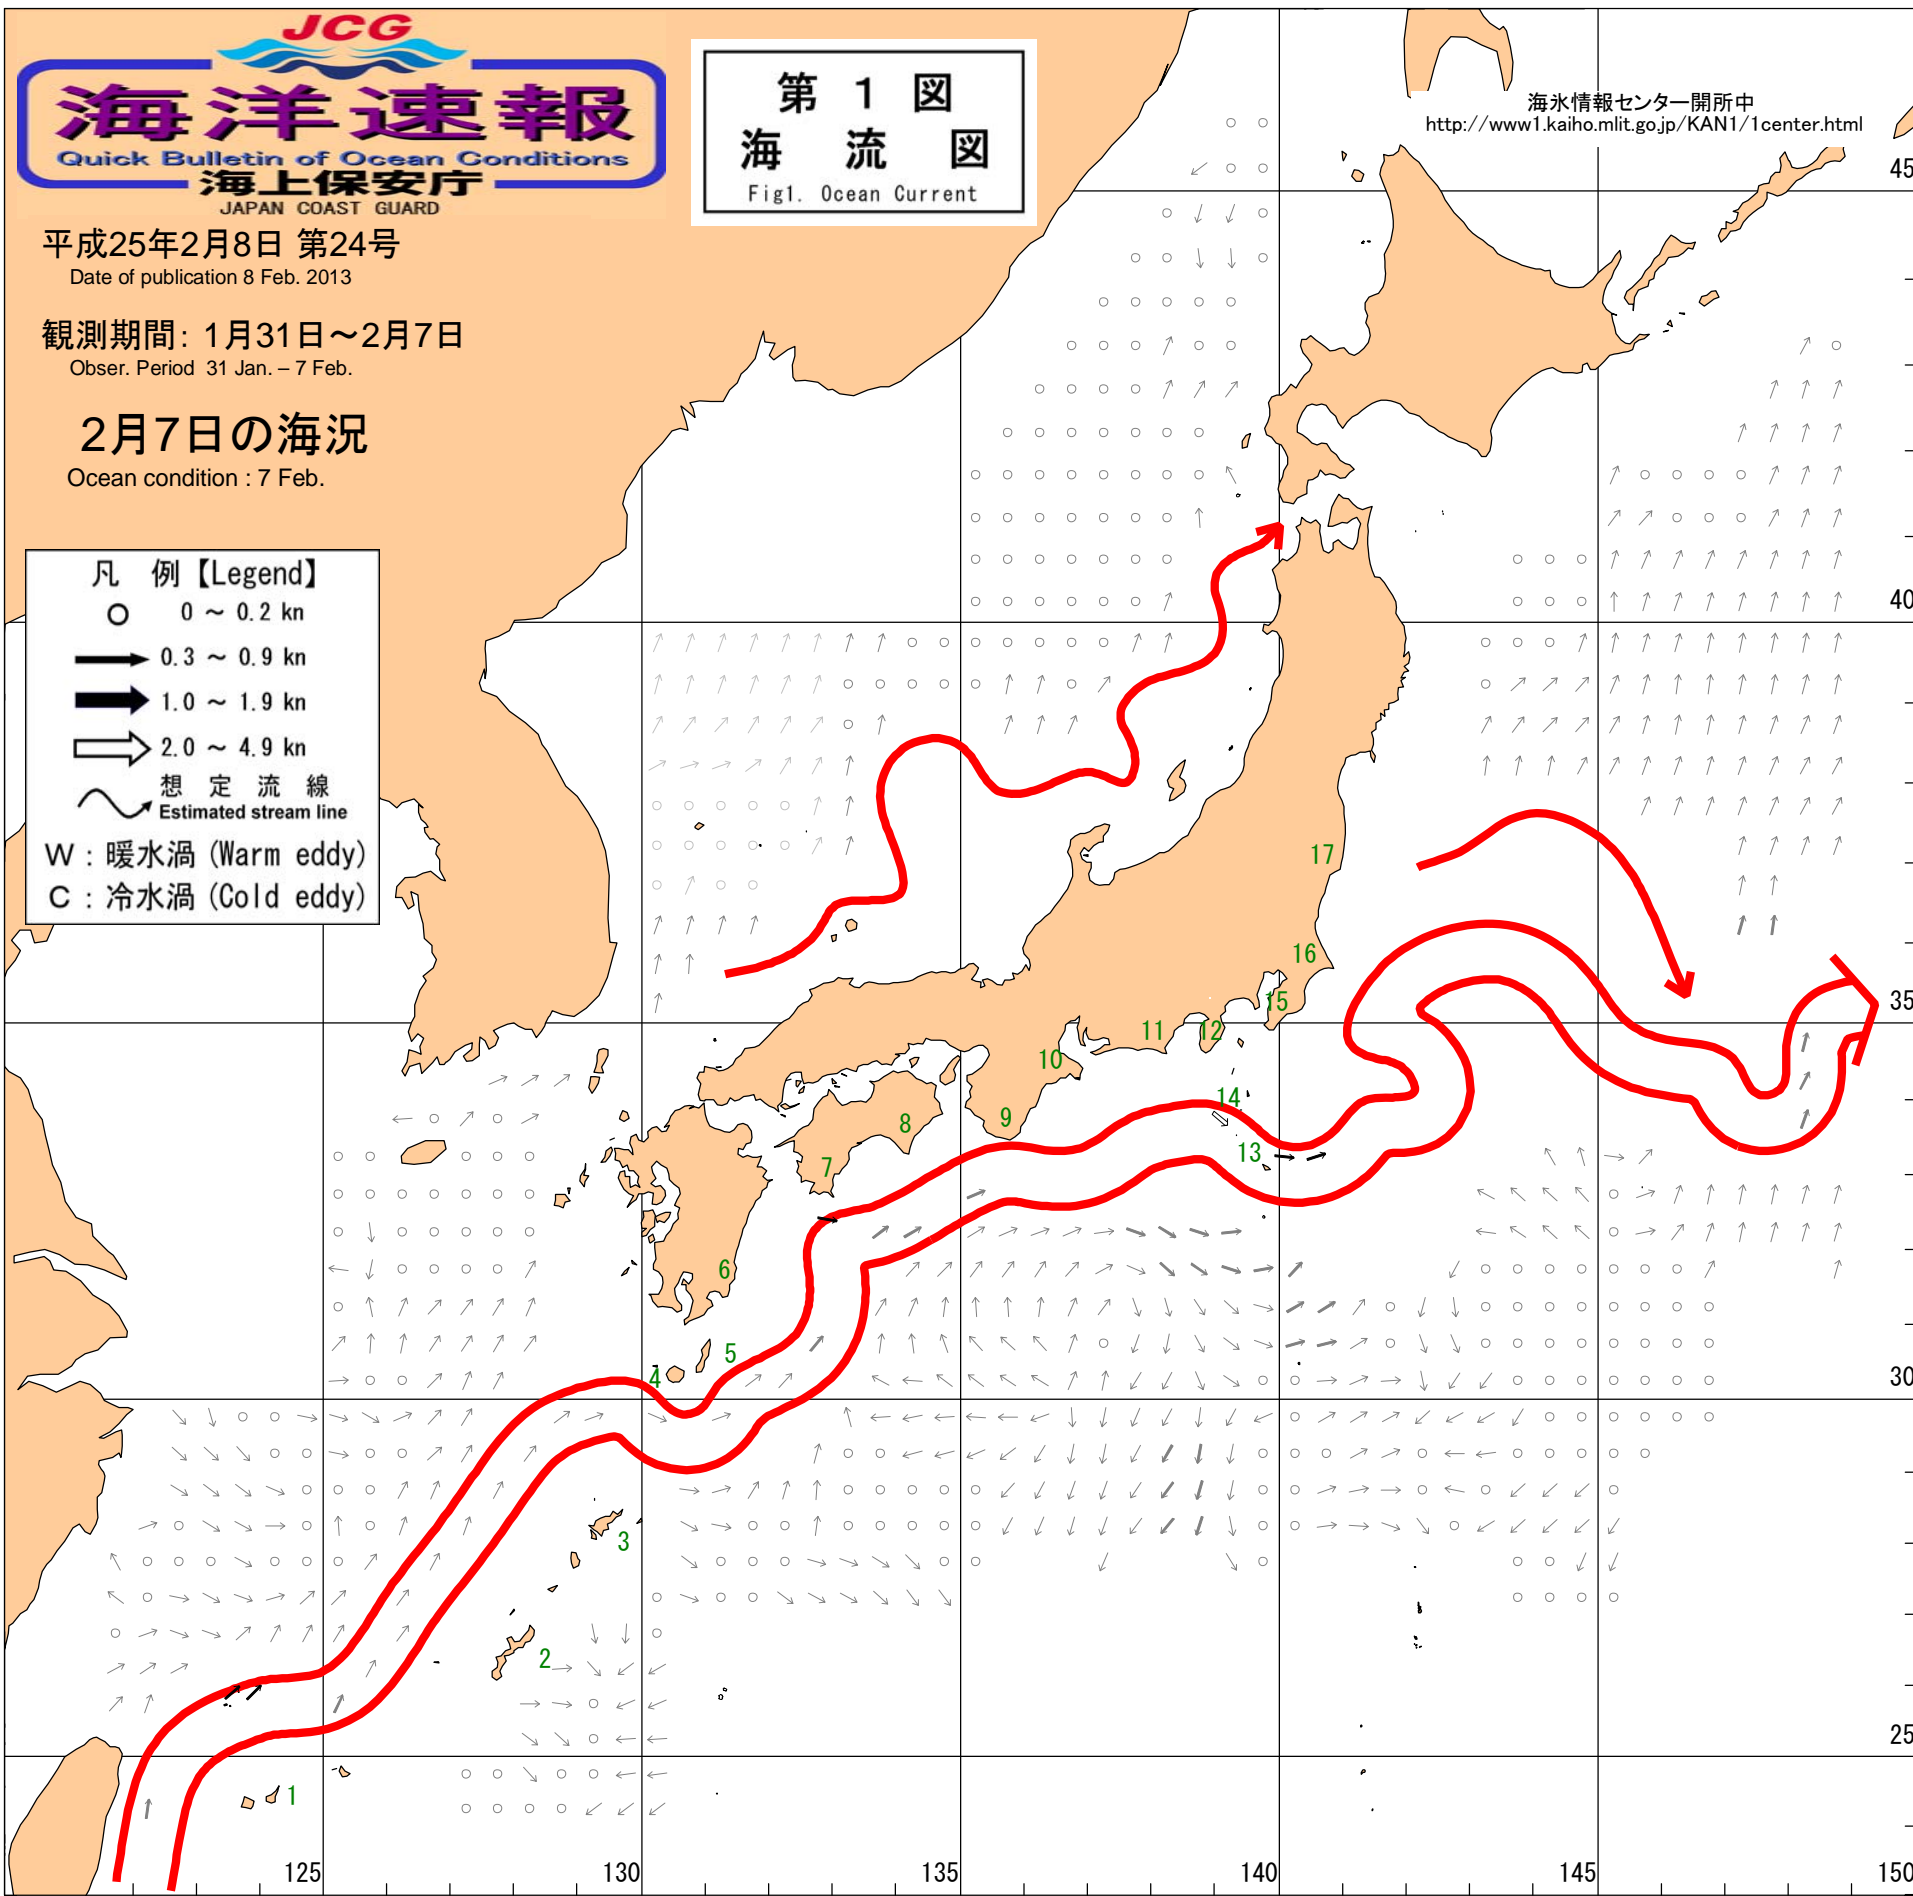 JCG
海洋速報
Quick Bulletin of Ocean Conditions
海上保安庁
JAPAN COAST GUARD
第 1 図
海 流 図
Fig1. Ocean Current
海氷情報センター開所中
http://www1.kaiho.mlit.go.jp/KAN1/1center.html
平成25年2月8日 第24号
Date of publication 8 Feb. 2013
観測期間: 1月31日～2月7日
Obser. Period 31 Jan. – 7 Feb.
2月7日の海況
Ocean condition : 7 Feb.
凡 例【Legend】
0 ～ 0.2 kn
0.3 ～ 0.9 kn
1.0 ～ 1.9 kn
2.0 ～ 4.9 kn
想 定 流 線
Estimated stream line
W : 暖水渦 (Warm eddy)
C : 冷水渦 (Cold eddy)
45
40
35
30
25
17
16
15
12
11
10
14
9
8
13
7
6
5
4
3
2
1
125
130
135
140
145
150